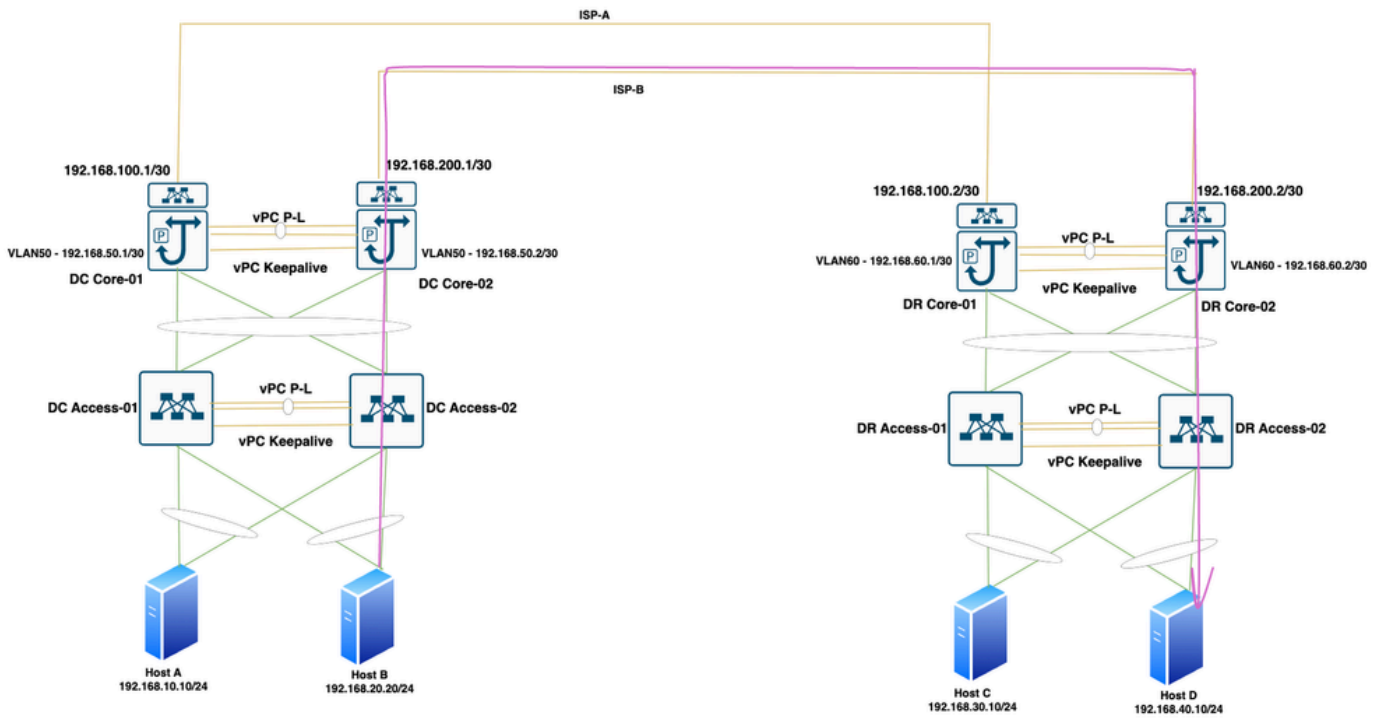 ISP-A
ISP-B
192.168.100.1/30
192.168.200.1/30
192.168.100.2/30
192.168.200.2/30
vPC P-L
P
P
VLAN50 - 192.168.50.1/30
VLAN50 - 192.168.50.2/30
vPC Keepalive
DC Core-01
DC Core-02
vPC P-L
P
P
VLAN60 - 192.168.60.1/30
VLAN60 - 192.168.60.2/30
vPC Keepalive
DR Core-01
DR Core-02
vPC P-L
DC Access-01
DC Access-02
vPC Keepalive
vPC P-L
DR Access-01
DR Access-02
vPC Keepalive
Host A
192.168.10.10/24
Host B
192.168.20.20/24
Host C
192.168.30.10/24
Host D
192.168.40.10/24